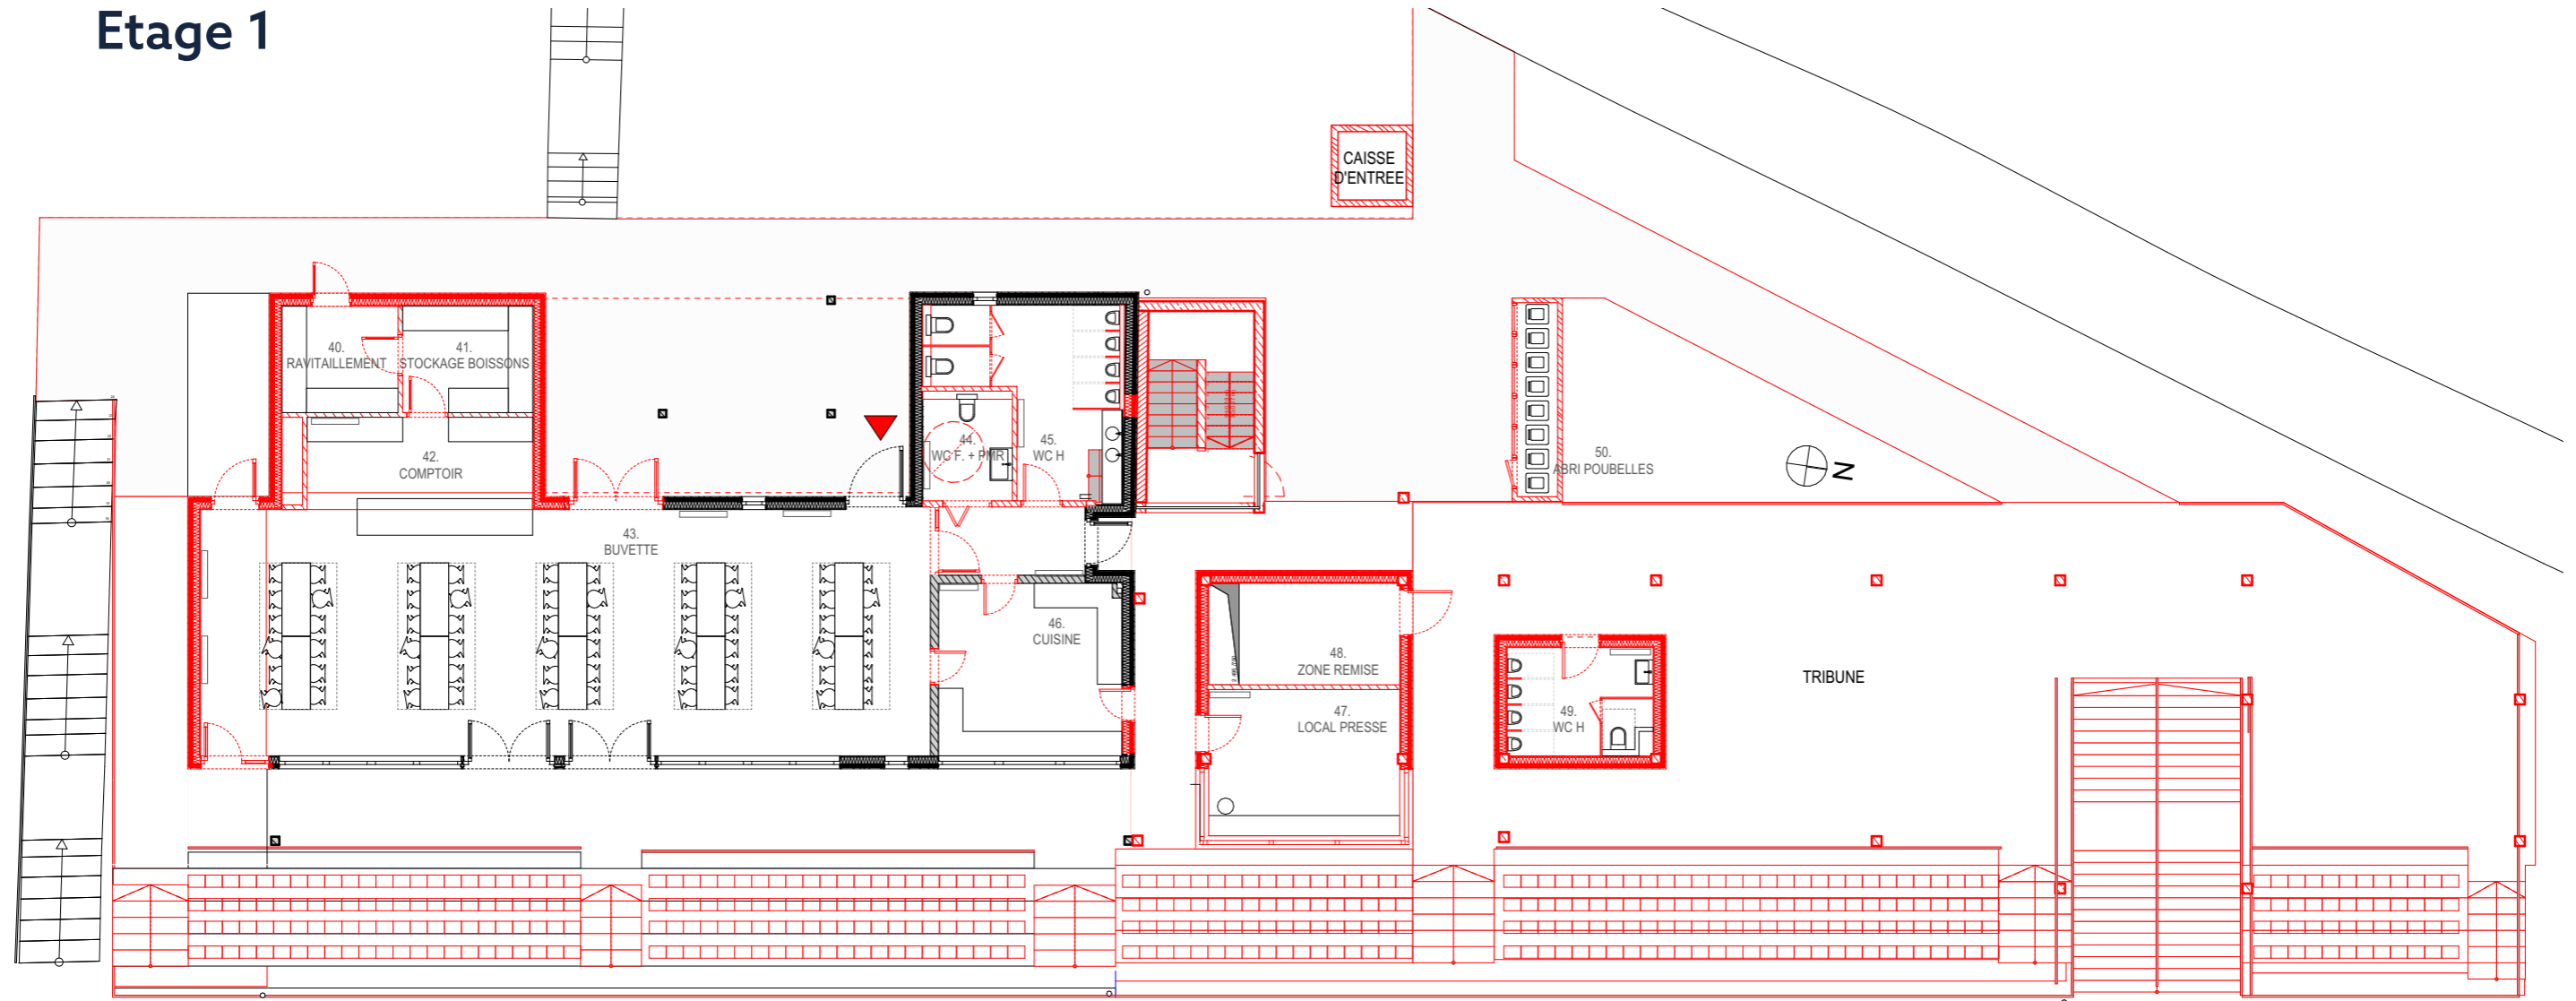 Etage 1
CAISSE
D'ENTREE
40.
RAVITAILLEMENT
41.
STOCKAGE BOISSONS
42.
COMPTOIR
43.
BUVETTE
44.
WC F. + PMR
45.
WC H
46.
CUISINE
48.
ZONE REMISE
47.
LOCAL PRESSE
49.
WC H
50.
ABRI POUBELLES
N
TRIBUNE